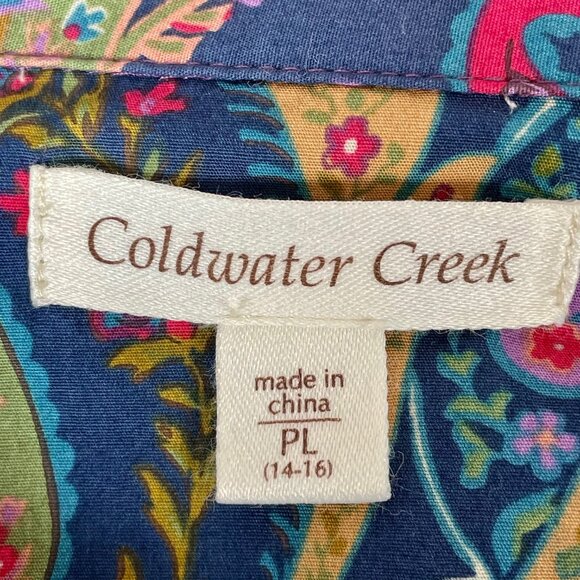 Coldwater Creek
made in
china
PL
(14-16)